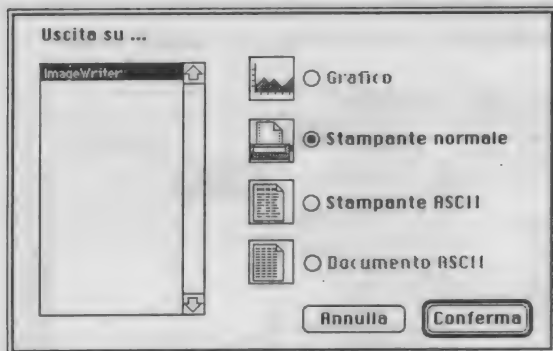 Uscita su ...
ImageWriter
Grafico
Stampante normale
Stampante ASCII
Documento ASCII
Annulla
Conferma